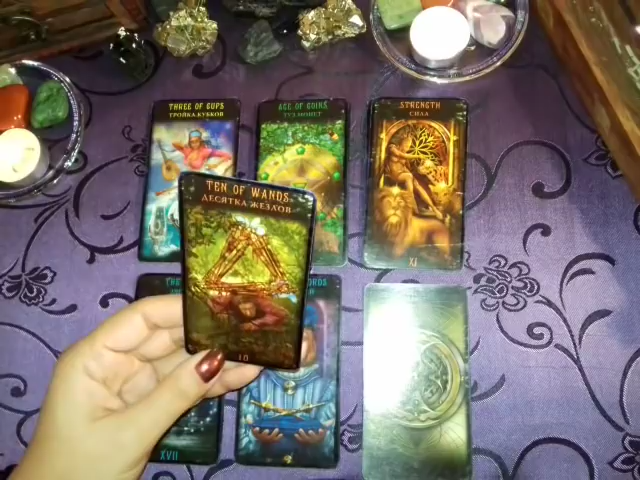 THREE OF CUPS
ТРОЙКА КУБКОВ
ACE OF COINS
ТУЗ МОНЕТ
STRENGTH
СИЛА
XI
TEN OF WANDS
ДЕСЯТКА ЖЕЗЛОВ
10
THE
XVII